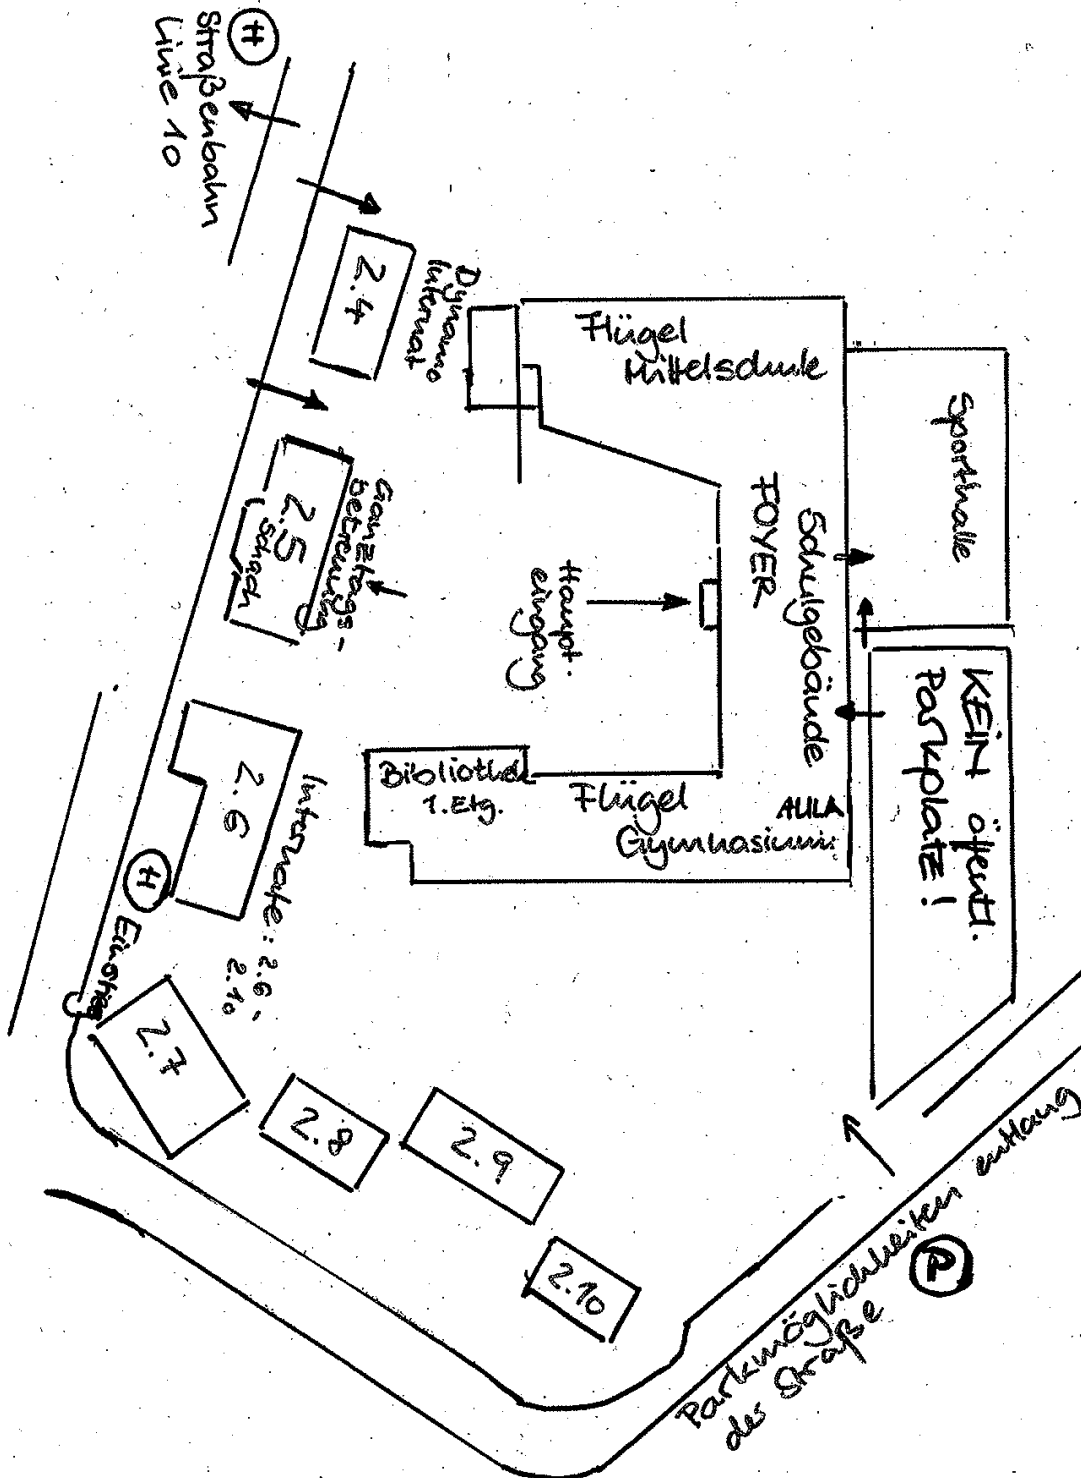 H
Straßenbahn
Linie 10
2.4
Dynamo
Internat
Flügel
Mittelschule
Sporthalle
2.5
Schach
Ganztags-
betreuung
Haupt-
eingang
FOYER
Schulgebäude
KEIN öffentl.
Parkplatz!
Bibliothek
1. Etg.
Flügel
Gymnasium
AULA
2.6
Internate: 2.6 -
2.10
H
2.7
2.8
2.9
2.10
P
Parkmöglichkeiten entlang
der Straße